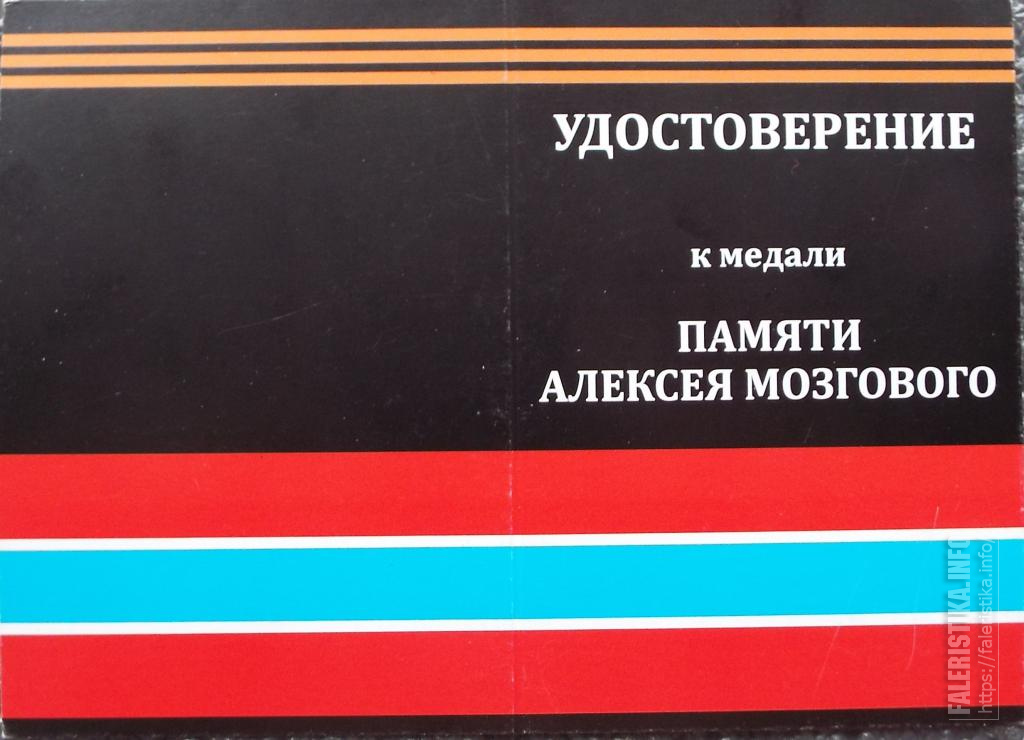 УДОСТОВЕРЕНИЕ
к медали
ПАМЯТИ
АЛЕКСЕЯ МОЗГОВОГО
FALERISTIKA.INFO
https://faleristika.info/